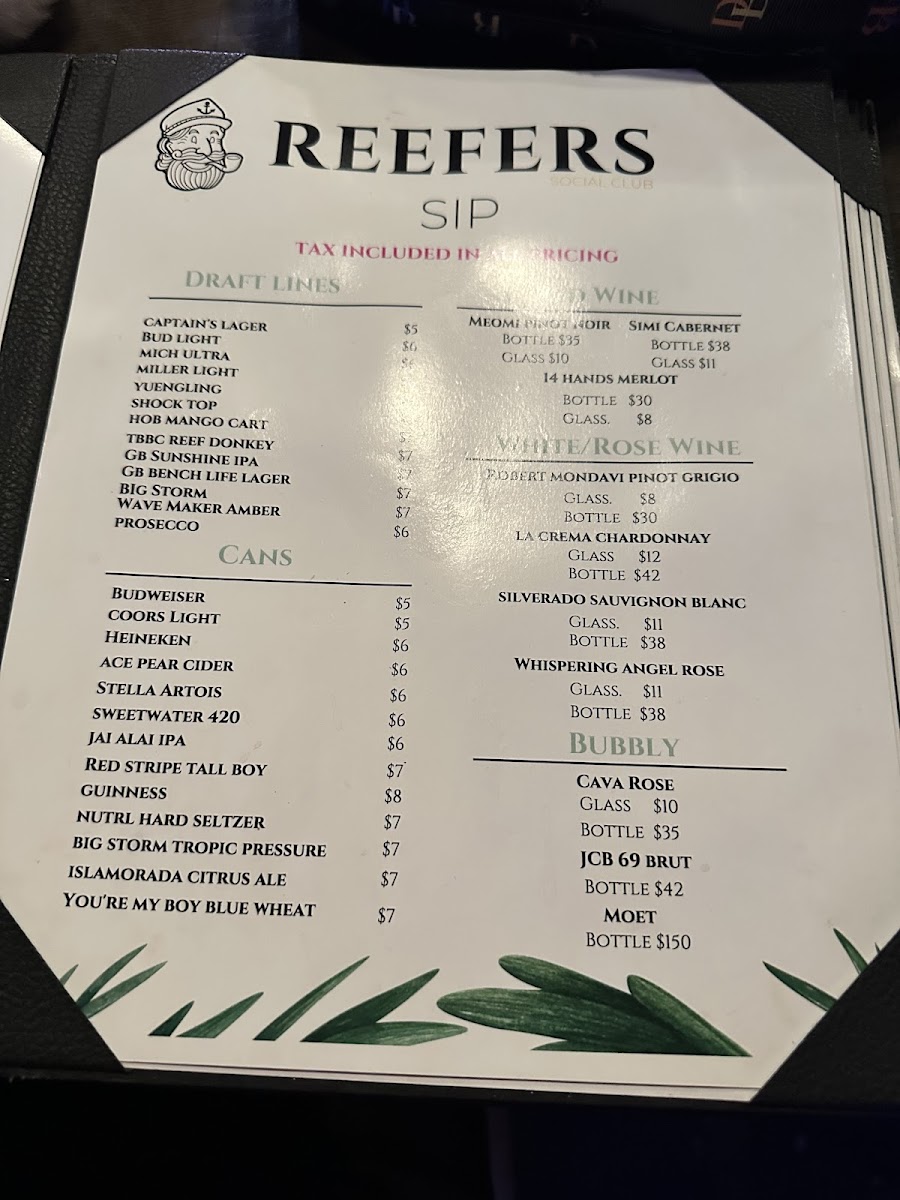 REEFERS
SOCIAL CLUB
SIP
TAX INCLUDED IN PRICING
DRAFT LINES
CAPTAIN'S LAGER $5
BUD LIGHT $6
MICH ULTRA
MILLER LIGHT
YUENGLING
SHOCK TOP
HOB MANGO CART
TBBC REEF DONKEY
GB SUNSHINE IPA $7
GB BENCH LIFE LAGER $7
BIG STORM $7
WAVE MAKER AMBER $7
PROSECCO $6
CANS
BUDWEISER $5
COORS LIGHT $5
HEINEKEN $6
ACE PEAR CIDER $6
STELLA ARTOIS $6
SWEETWATER 420 $6
JAI ALAI IPA $6
RED STRIPE TALL BOY $7
GUINNESS $8
NUTRL HARD SELTZER $7
BIG STORM TROPIC PRESSURE $7
ISLAMORADA CITRUS ALE $7
YOU'RE MY BOY BLUE WHEAT $7
WINE
MEOMI PINOT NOIR SIMI CABERNET
BOTTLE $35 BOTTLE $38
GLASS $10 GLASS $11
14 HANDS MERLOT
BOTTLE $30
GLASS. $8
WHITE/ROSE WINE
ROBERT MONDAVI PINOT GRIGIO
GLASS. $8
BOTTLE $30
LA CREMA CHARDONNAY
GLASS $12
BOTTLE $42
SILVERADO SAUVIGNON BLANC
GLASS. $11
BOTTLE $38
WHISPERING ANGEL ROSE
GLASS. $11
BOTTLE $38
BUBBLY
CAVA ROSE
GLASS $10
BOTTLE $35
JCB 69 BRUT
BOTTLE $42
MOET
BOTTLE $150